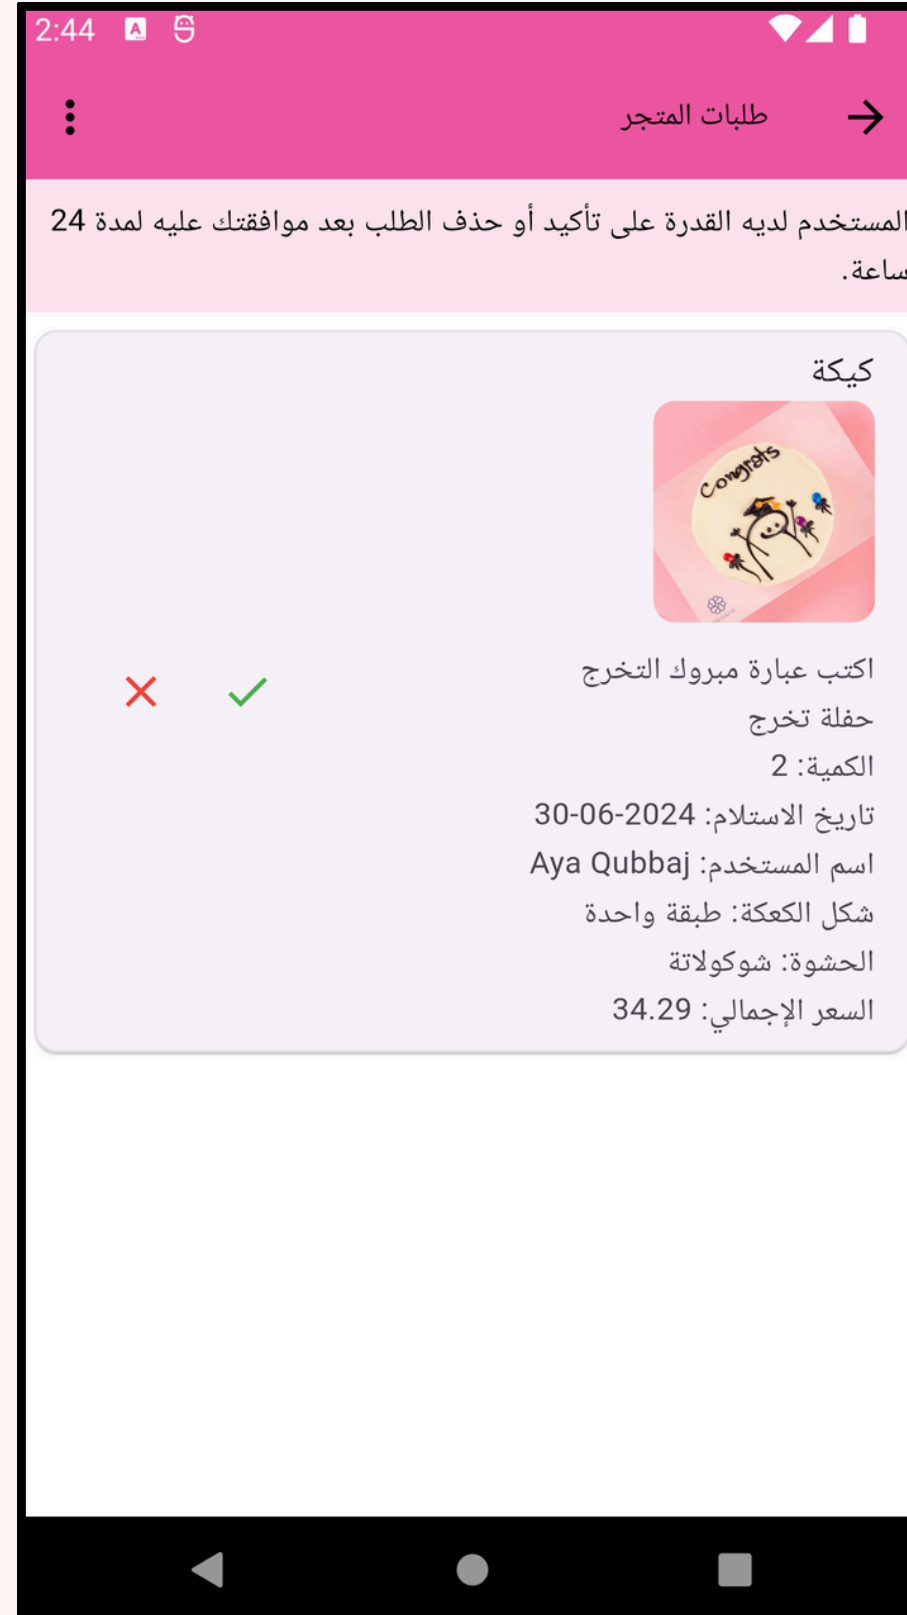 2:44
طلبات المتجر
المستخدم لديه القدرة على تأكيد أو حذف الطلب بعد موافقتك عليه لمدة 24
ساعة.
كيكة
Congrats
اكتب عبارة مبروك التخرج
حفلة تخرج
الكمية: 2
تاريخ الاستلام: 2024-06-30
اسم المستخدم: Aya Qubbaj
شكل الكعكة: طبقة واحدة
الحشوة: شوكولاتة
السعر الإجمالي: 34.29